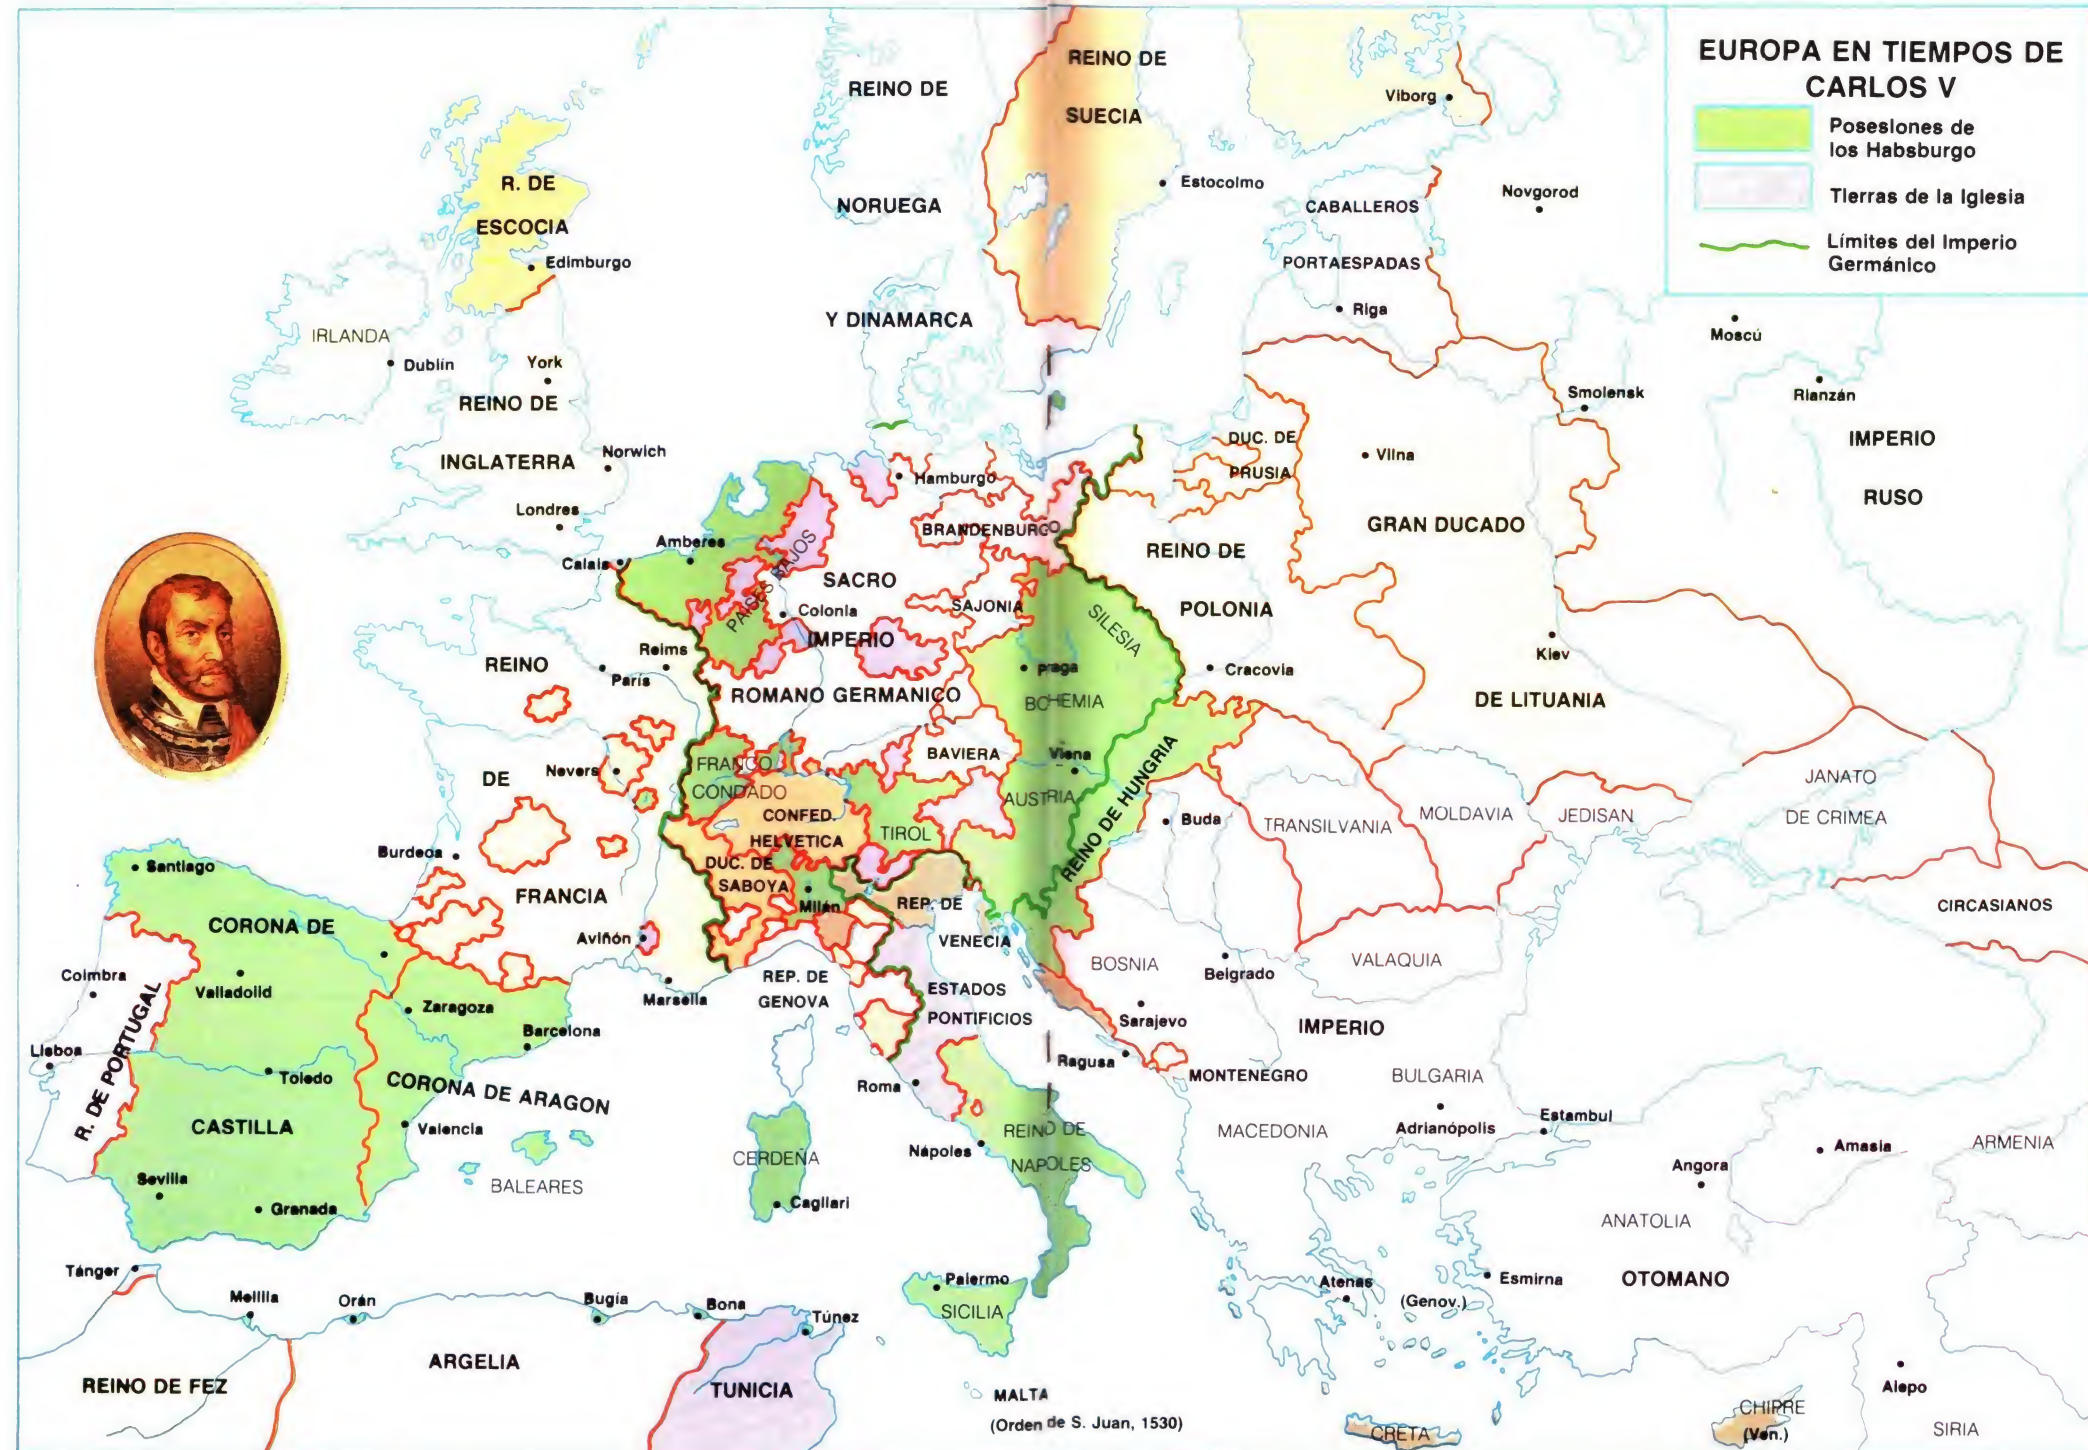 EUROPA EN TIEMPOS DE
CARLOS V
Posesiones de
los Habsburgo
Tierras de la Iglesia
Límites del Imperio
Germánico
REINO DE
NORUEGA
Y DINAMARCA
REINO DE
SUECIA
Estocolmo
Viborg
Novgorod
CABALLEROS
PORTAESPADAS
Riga
Moscú
Rianzán
Smolensk
IMPERIO
RUSO
R. DE
ESCOCIA
Edimburgo
IRLANDA
Dublín
York
REINO DE
INGLATERRA
Norwich
Londres
Calais
Amberes
PAISES BAJOS
Colonia
Hamburgo
BRANDENBURGO
SACRO
IMPERIO
ROMANO GERMANICO
SAJONIA
SILESIA
Praga
BOHEMIA
BAVIERA
Viena
AUSTRIA
TIROL
REINO DE HUNGRIA
Buda
DUC. DE
PRUSIA
Vilna
GRAN DUCADO
DE LITUANIA
REINO DE
POLONIA
Cracovia
Kiev
TRANSILVANIA
MOLDAVIA
JEDISAN
JANATO
DE CRIMEA
CIRCASIANOS
VALAQUIA
REINO
DE
FRANCIA
Reims
París
Nevers
Burdeos
Aviñón
Marsella
FRANCO
CONDADO
CONFED.
HELVETICA
DUC. DE
SABOYA
Milán
REP. DE
VENECIA
REP. DE
GENOVA
ESTADOS
PONTIFICIOS
Roma
Nápoles
REINO DE
NAPOLES
CERDEÑA
Cagliari
Palermo
SICILIA
MALTA
(Orden de S. Juan, 1530)
Santiago
CORONA DE
CASTILLA
Valladolid
Coimbra
R. DE PORTUGAL
Lisboa
Toledo
Sevilla
Granada
Zaragoza
Barcelona
CORONA DE ARAGON
Valencia
BALEARES
Tánger
Melilla
Orán
Bugía
Bona
Túnez
REINO DE FEZ
ARGELIA
TUNICIA
BOSNIA
Belgrado
Sarajevo
Ragusa
MONTENEGRO
MACEDONIA
BULGARIA
Adrianópolis
Estambul
IMPERIO
OTOMANO
Angora
Amasia
ARMENIA
ANATOLIA
Atenas
(Genov.)
Esmirna
CRETA
CHIPRE
(Ven.)
Alepo
SIRIA